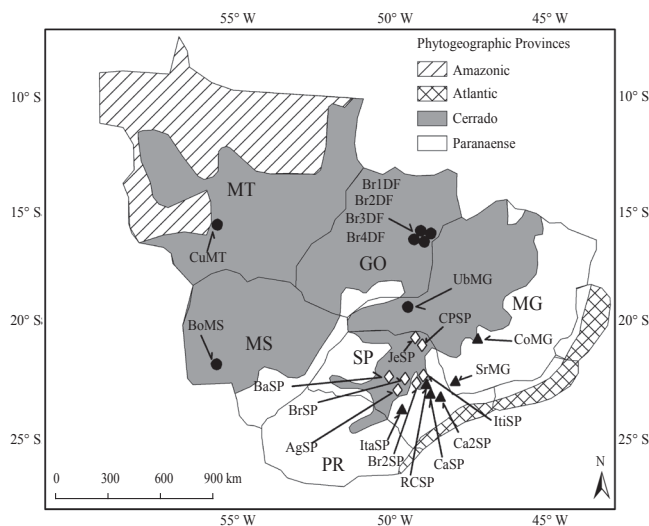 55° W 50° W 45° W
Phytogeographic Provinces
Amazonic
Atlantic
Cerrado
Paranaense
10° S 10° S
MT
Br1DF
Br2DF
Br3DF
Br4DF
15° S 15° S
CuMT
GO
UbMG
MG
20° S 20° S
BoMS
MS
CPSP
CoMG
SP
JeSP
SrMG
BaSP
BrSP
ItiSP
AgSP
25° S 25° S
ItaSP
Ca2SP
Br2SP
CaSP
PR
RCSP
N
0 300 600 900 km
55° W 50° W 45° W